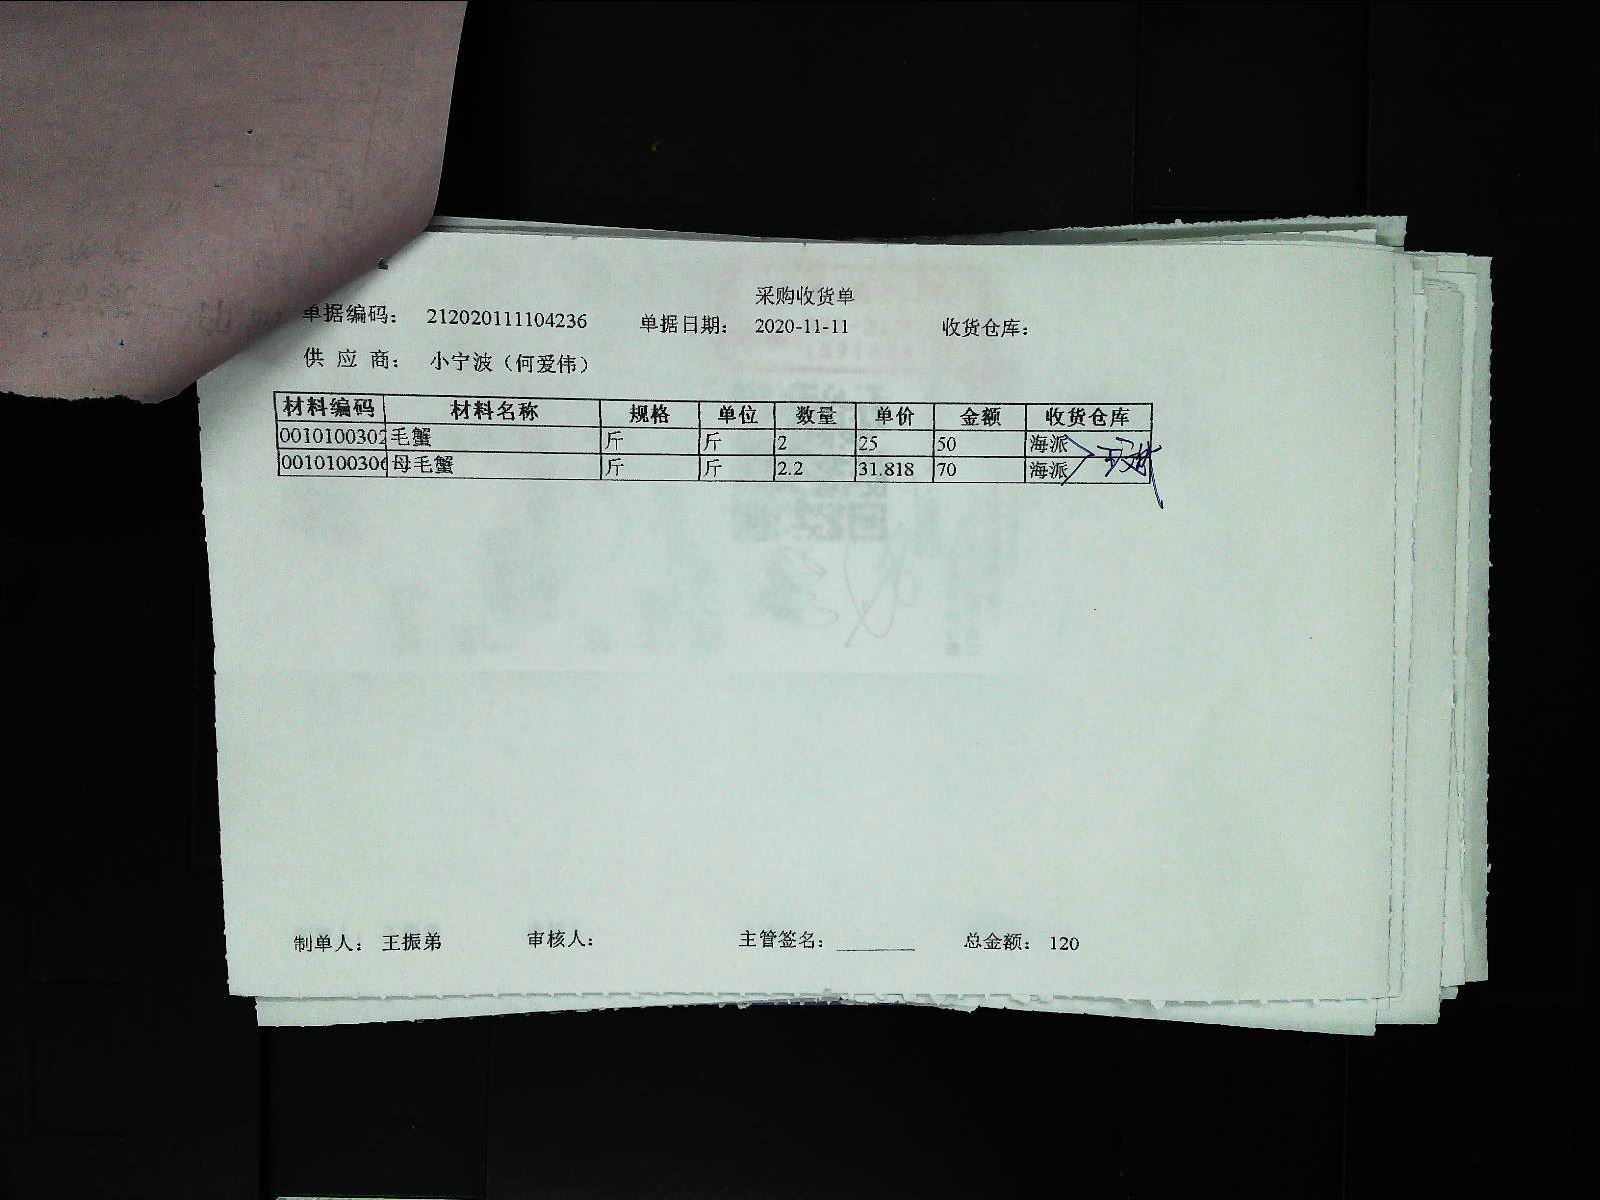 采购收货单
单据编码： 212020111104236 单据日期： 2020-11-11 收货仓库：
供 应 商： 小宁波（何爱伟）
材料编码 材料名称 规格 单位 数量 单价 金额 收货仓库
0010100302 毛蟹 斤 斤 2 25 50 海派
001010030 母毛蟹 斤 斤 2.2 31.818 70 海派
制单人： 王振弟 审核人： 主管签名： 总金额： 120